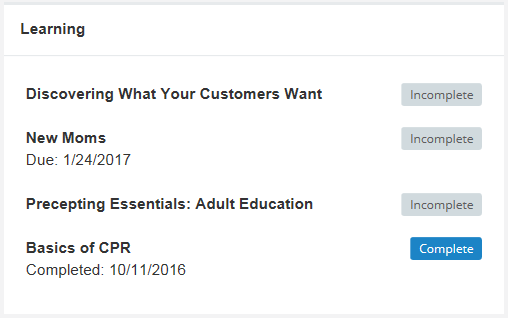 Learning
Discovering What Your Customers Want Incomplete
New Moms Incomplete
Due: 1/24/2017
Precepting Essentials: Adult Education Incomplete
Basics of CPR Complete
Completed: 10/11/2016